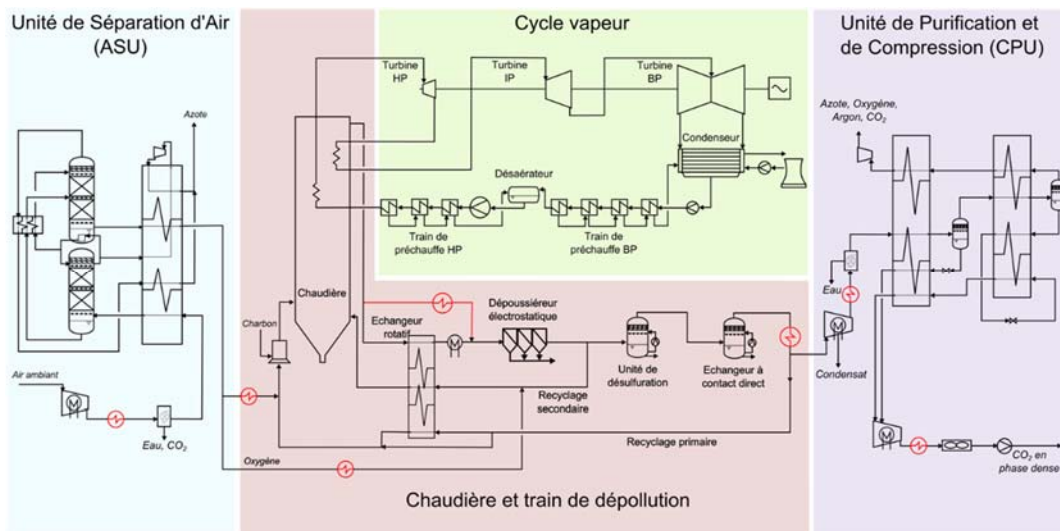 Unité de Séparation d'Air
(ASU)
Azote
Air ambiant
Eau, CO2
Oxygéne
Cycle vapeur
Turbine
HP
Turbine
IP
Turbine
BP
Condenseur
Désaérateur
Train de
préchauffe HP
Train de
préchauffe BP
Chaudière
Charbon
Echangeur
rotatif
Dépoussiéreur
électrostatique
Unité de
désulfuration
Echangeur à
contact direct
Recyclage
secondaire
Recyclage primaire
Chaudière et train de dépollution
Unité de Purification et
de Compression (CPU)
Azote, Oxygéne,
Argon, CO2
Eau
M
Condensat
M
M
M
M
CO2 en
phase dense